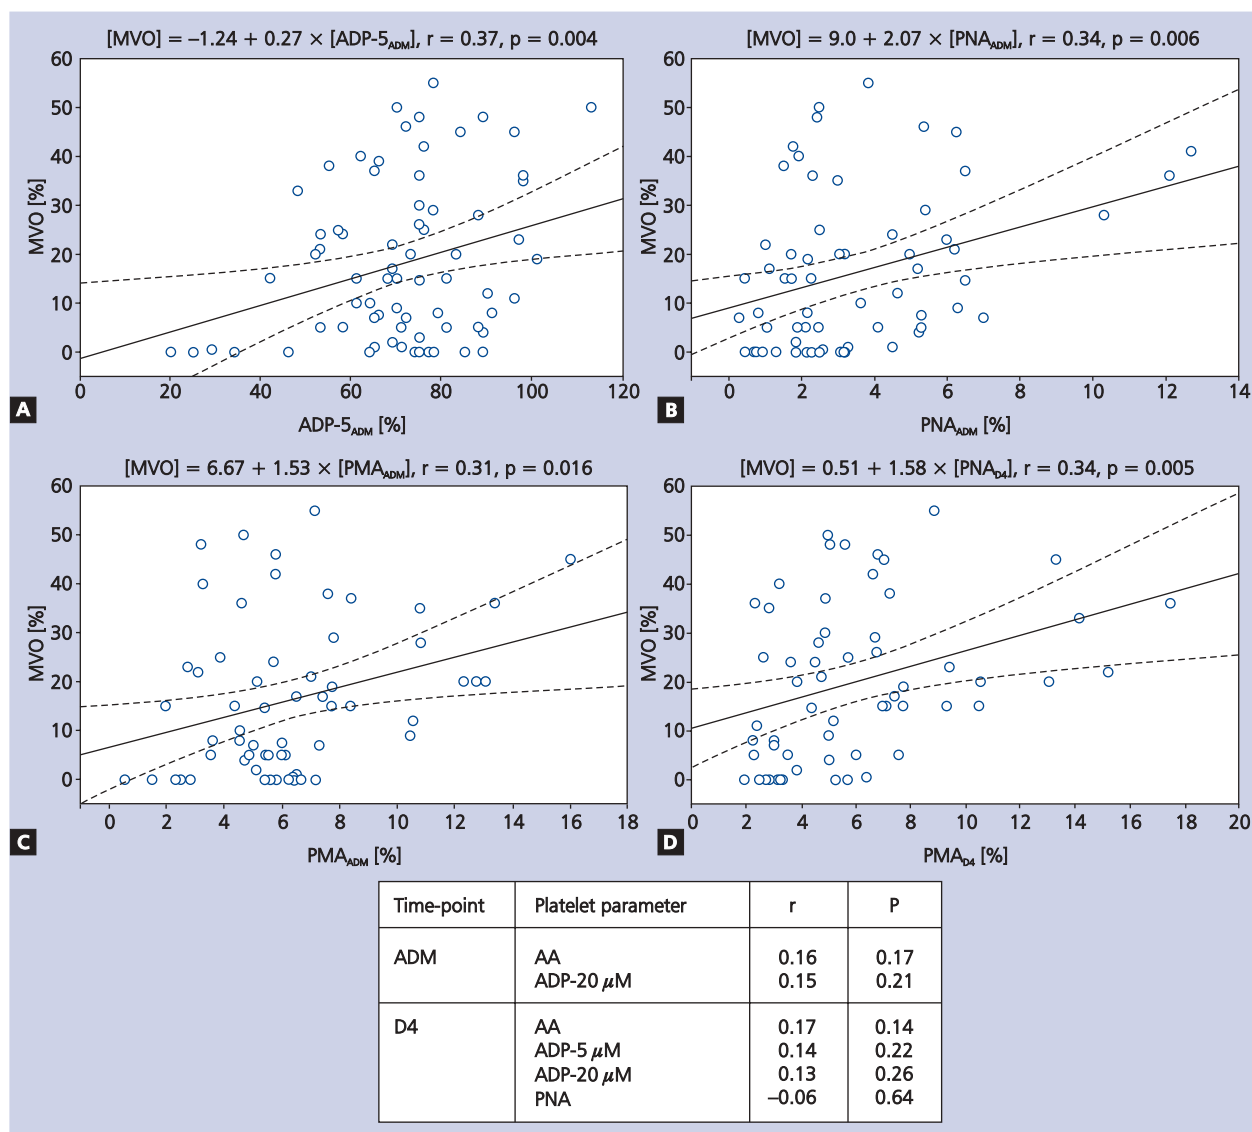 [MVO] = –1.24 + 0.27 × [ADP-5ADM], r = 0.37, p = 0.004
60
50
40
30
20
10
0
MVO [%]
0 20 40 60 80 100 120
ADP-5ADM [%]
A
[MVO] = 9.0 + 2.07 × [PNAADM], r = 0.34, p = 0.006
60
50
40
30
20
10
0
MVO [%]
0 2 4 6 8 10 12 14
PNAADM [%]
B
[MVO] = 6.67 + 1.53 × [PMAADM], r = 0.31, p = 0.016
60
50
40
30
20
10
0
MVO [%]
0 2 4 6 8 10 12 14 16 18
PMAADM [%]
C
[MVO] = 0.51 + 1.58 × [PNAD4], r = 0.34, p = 0.005
60
50
40
30
20
10
0
MVO [%]
0 2 4 6 8 10 12 14 16 18 20
PMAD4 [%]
D
Time-point Platelet parameter r P
ADM AA 0.16 0.17
ADP-20 μM 0.15 0.21
D4 AA 0.17 0.14
ADP-5 μM 0.14 0.22
ADP-20 μM 0.13 0.26
PNA –0.06 0.64